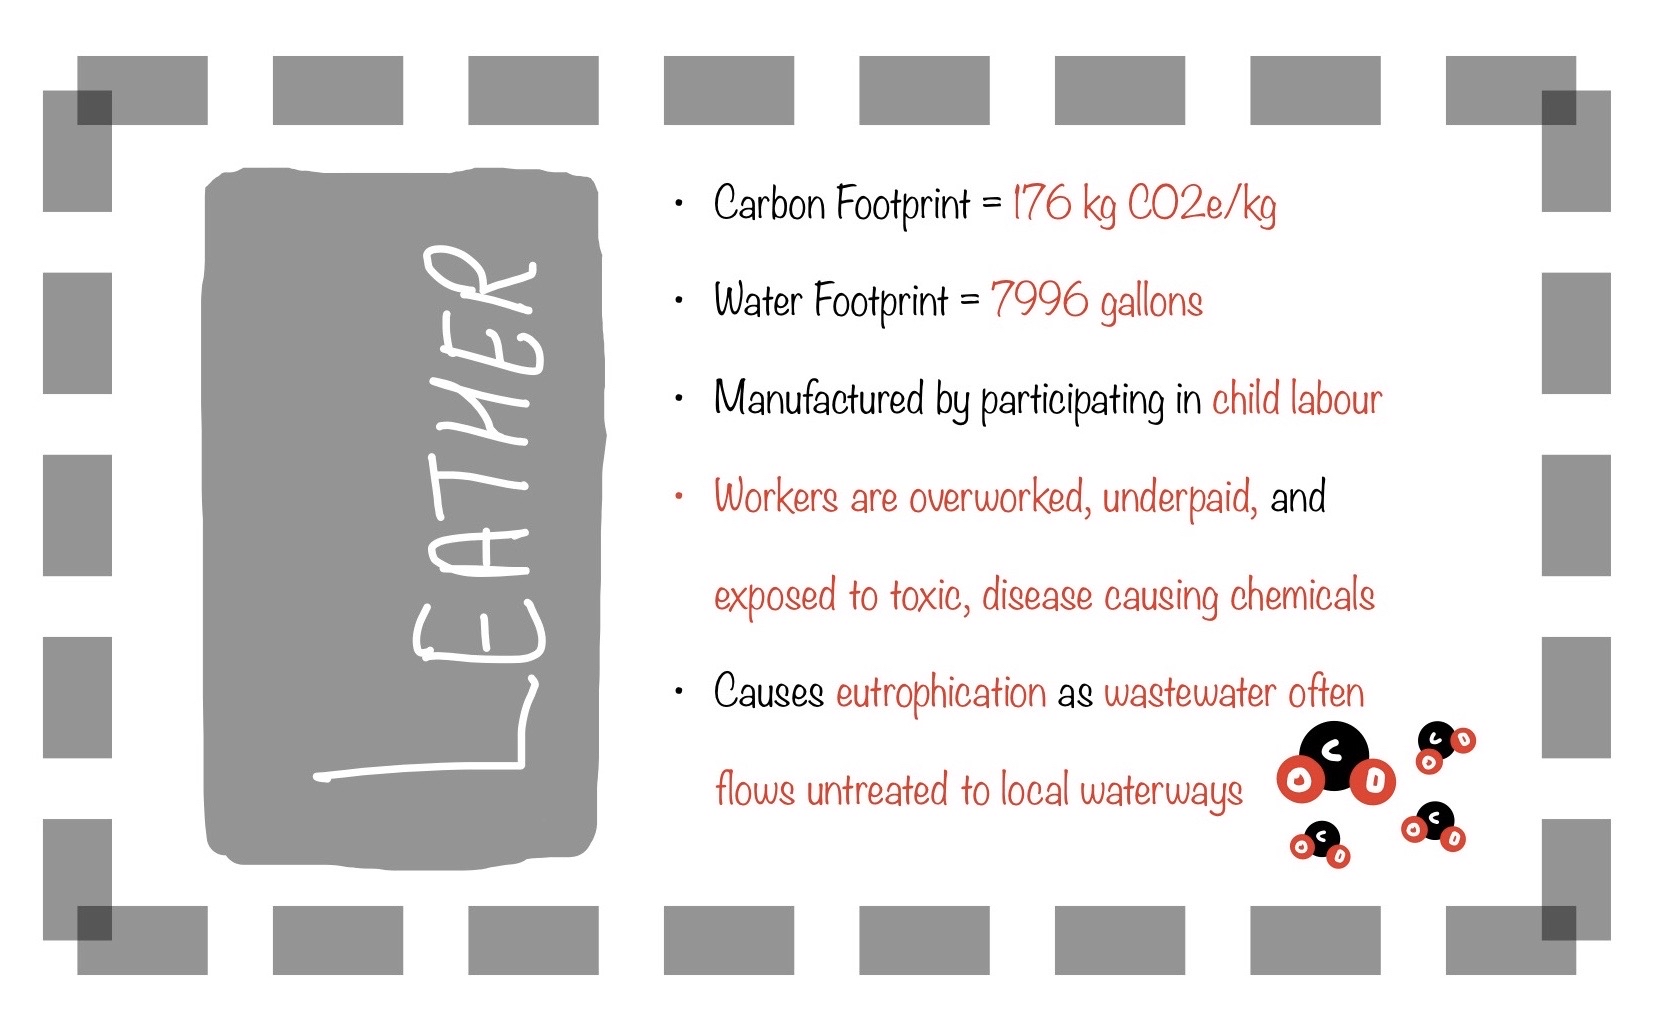 LEATHER
• Carbon Footprint = 176 kg CO2e/kg
• Water Footprint = 7996 gallons
• Manufactured by participating in child labour
• Workers are overworked, underpaid, and
exposed to toxic, disease causing chemicals
• Causes eutrophication as wastewater often
flows untreated to local waterways
C
O O
C O
O
C
O O
C
O O